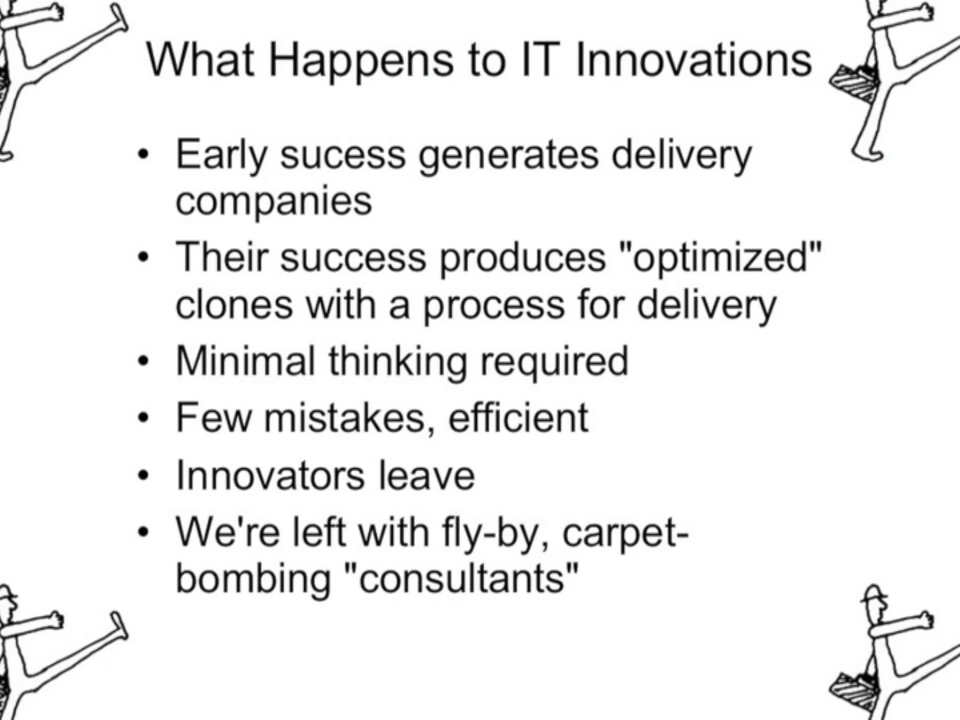 What Happens to IT Innovations
• Early sucess generates delivery
companies
• Their success produces "optimized"
clones with a process for delivery
• Minimal thinking required
• Few mistakes, efficient
• Innovators leave
• We're left with fly-by, carpet-
bombing "consultants"